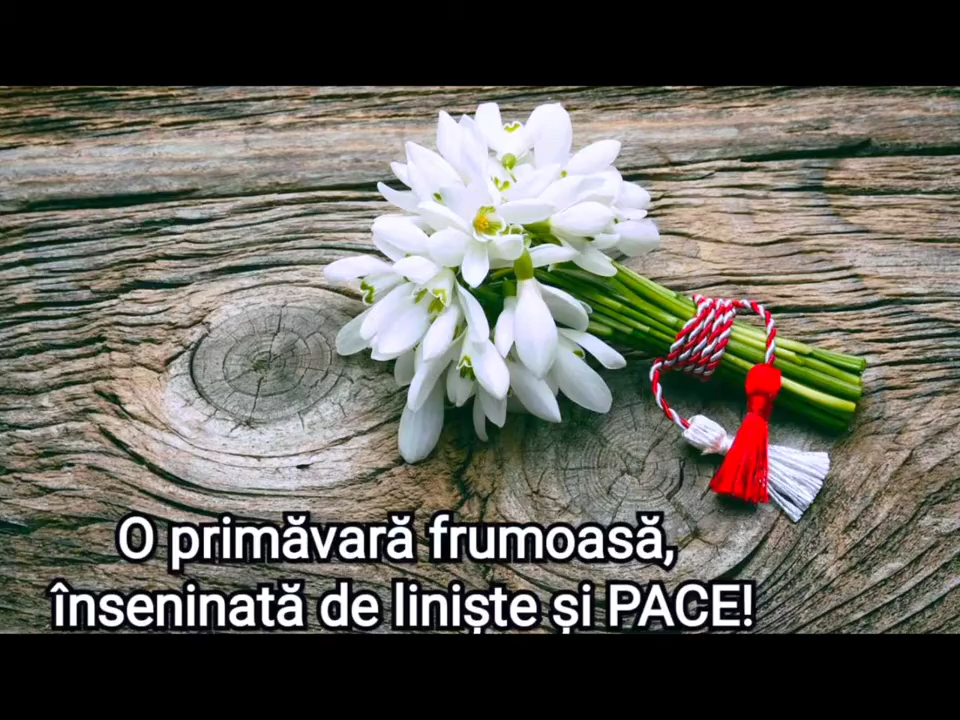 O primăvară frumoasă,
înseninată de liniște și PACE!